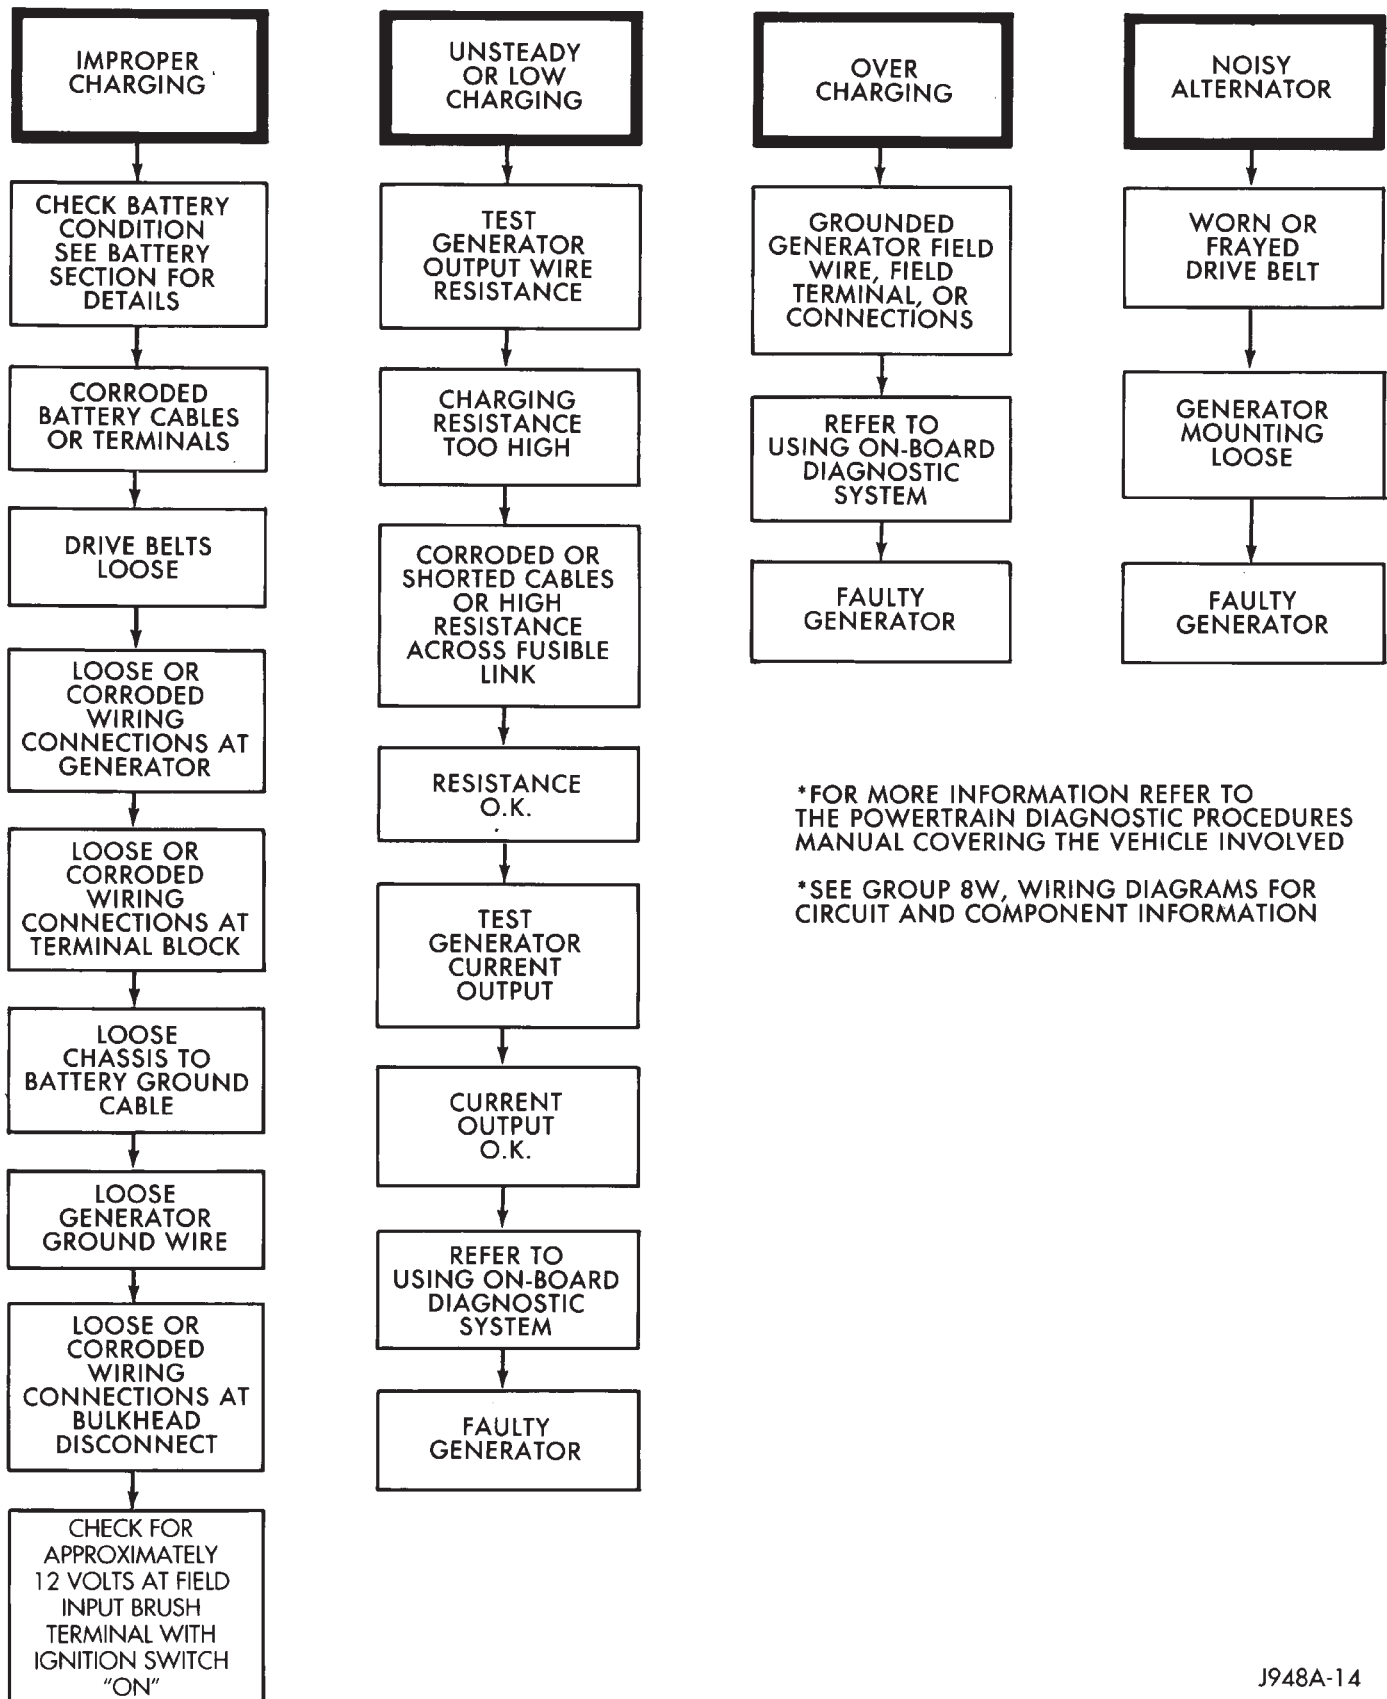 IMPROPER
CHARGING
CHECK BATTERY
CONDITION
SEE BATTERY
SECTION FOR
DETAILS
CORRODED
BATTERY CABLES
OR TERMINALS
DRIVE BELTS
LOOSE
LOOSE OR
CORRODED
WIRING
CONNECTIONS AT
GENERATOR
LOOSE OR
CORRODED
WIRING
CONNECTIONS AT
TERMINAL BLOCK
LOOSE
CHASSIS TO
BATTERY GROUND
CABLE
LOOSE
GENERATOR
GROUND WIRE
LOOSE OR
CORRODED
WIRING
CONNECTIONS AT
BULKHEAD
DISCONNECT
CHECK FOR
APPROXIMATELY
12 VOLTS AT FIELD
INPUT BRUSH
TERMINAL WITH
IGNITION SWITCH
"ON"
UNSTEADY
OR LOW
CHARGING
TEST
GENERATOR
OUTPUT WIRE
RESISTANCE
CHARGING
RESISTANCE
TOO HIGH
CORRODED OR
SHORTED CABLES
OR HIGH
RESISTANCE
ACROSS FUSIBLE
LINK
RESISTANCE
O.K.
TEST
GENERATOR
CURRENT
OUTPUT
CURRENT
OUTPUT
O.K.
REFER TO
USING ON-BOARD
DIAGNOSTIC
SYSTEM
FAULTY
GENERATOR
OVER
CHARGING
GROUNDED
GENERATOR FIELD
WIRE, FIELD
TERMINAL, OR
CONNECTIONS
REFER TO
USING ON-BOARD
DIAGNOSTIC
SYSTEM
FAULTY
GENERATOR
NOISY
ALTERNATOR
WORN OR
FRAYED
DRIVE BELT
GENERATOR
MOUNTING
LOOSE
FAULTY
GENERATOR
*FOR MORE INFORMATION REFER TO
THE POWERTRAIN DIAGNOSTIC PROCEDURES
MANUAL COVERING THE VEHICLE INVOLVED
*SEE GROUP 8W, WIRING DIAGRAMS FOR
CIRCUIT AND COMPONENT INFORMATION
J948A-14